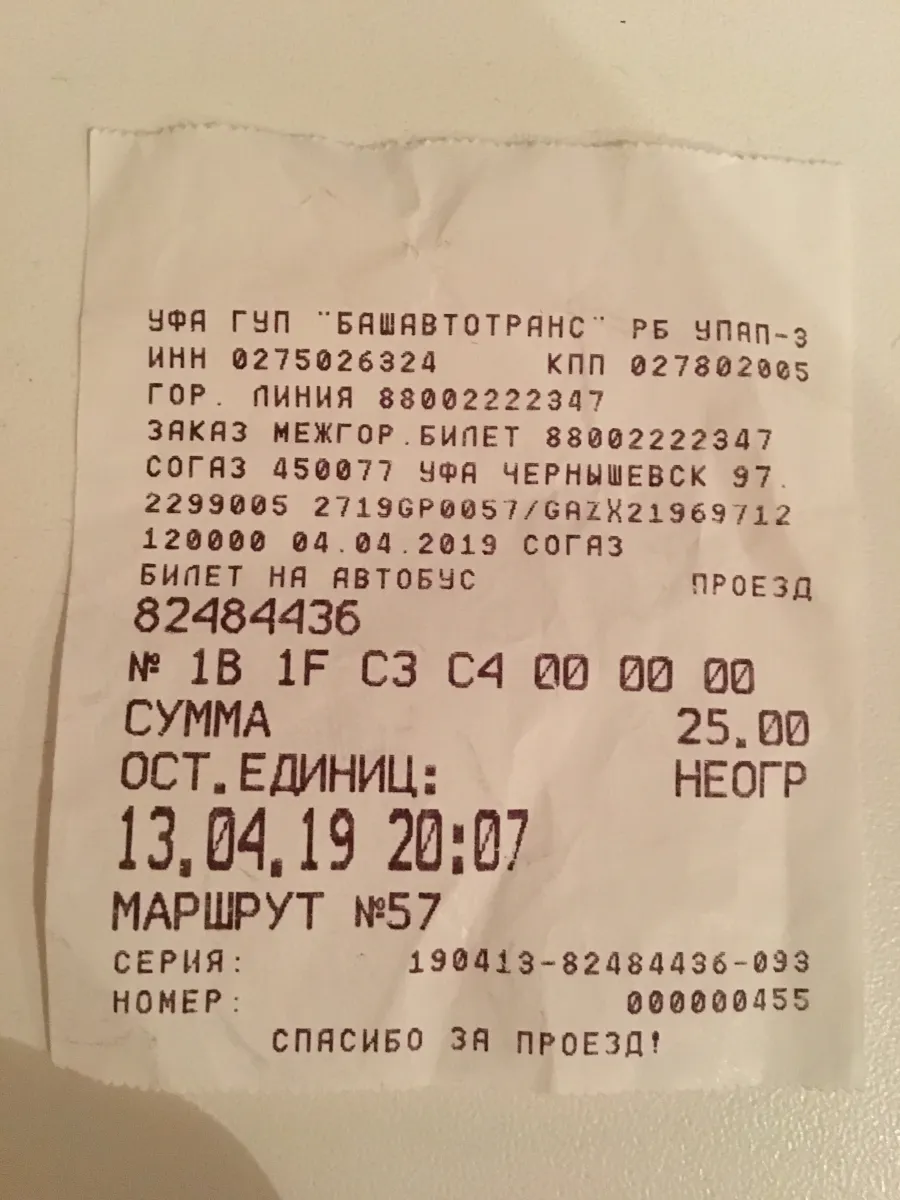 УФА ГУП "БАШАВТОТРАНС" РБ УПАП-3
ИНН 0275026324 КПП 027802005
ГОР. ЛИНИЯ 88002222347
ЗАКАЗ МЕЖГОР.БИЛЕТ 88002222347
СОГАЗ 450077 УФА ЧЕРНЫШЕВСК 97.
2299005 2719GP0057/GAZX21969712
120000 04.04.2019 СОГАЗ
БИЛЕТ НА АВТОБУС ПРОЕЗД
82484436
№ 1B 1F C3 C4 00 00 00
СУММА 25.00
ОСТ.ЕДИНИЦ: НЕОГР
13.04.19 20:07
МАРШРУТ №57
СЕРИЯ: 190413-82484436-093
НОМЕР: 000000455
СПАСИБО ЗА ПРОЕЗД!